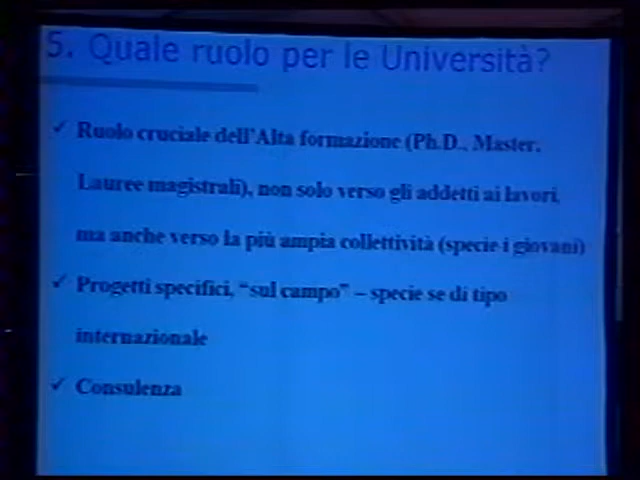 5. Quale ruolo per le Università?
✓ Ruolo cruciale dell'Alta formazione (Ph.D., Master,
Lauree magistrali), non solo verso gli addetti ai lavori,
ma anche verso la più ampia collettività (specie i giovani)
✓ Progetti specifici, "sul campo" – specie se di tipo
internazionale
✓ Consulenza